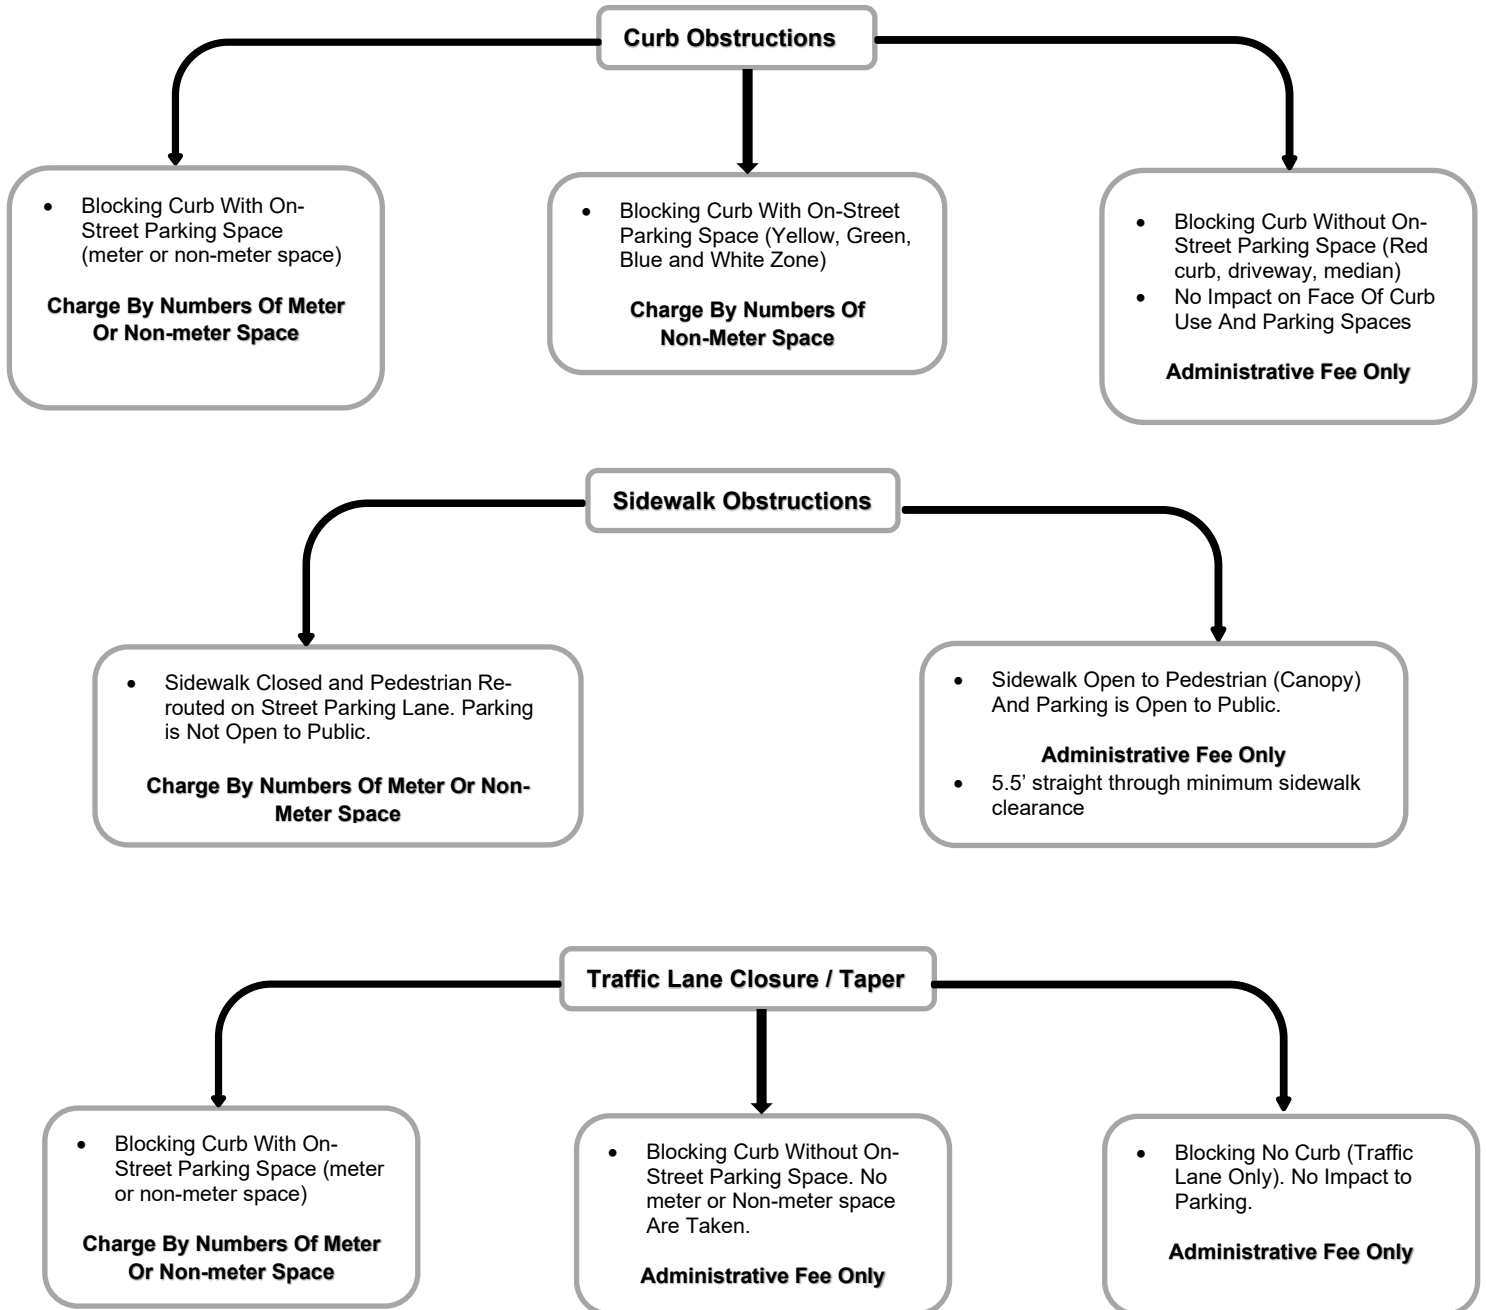 Curb Obstructions
• Blocking Curb With On-
Street Parking Space
(meter or non-meter space)
Charge By Numbers Of Meter
Or Non-meter Space
• Blocking Curb With On-Street
Parking Space (Yellow, Green,
Blue and White Zone)
Charge By Numbers Of
Non-Meter Space
• Blocking Curb Without On-
Street Parking Space (Red
curb, driveway, median)
• No Impact on Face Of Curb
Use And Parking Spaces
Administrative Fee Only
Sidewalk Obstructions
• Sidewalk Closed and Pedestrian Re-
routed on Street Parking Lane. Parking
is Not Open to Public.
Charge By Numbers Of Meter Or Non-
Meter Space
• Sidewalk Open to Pedestrian (Canopy)
And Parking is Open to Public.
Administrative Fee Only
• 5.5’ straight through minimum sidewalk
clearance
Traffic Lane Closure / Taper
• Blocking Curb With On-
Street Parking Space (meter
or non-meter space)
Charge By Numbers Of Meter
Or Non-meter Space
• Blocking Curb Without On-
Street Parking Space. No
meter or Non-meter space
Are Taken.
Administrative Fee Only
• Blocking No Curb (Traffic
Lane Only). No Impact to
Parking.
Administrative Fee Only